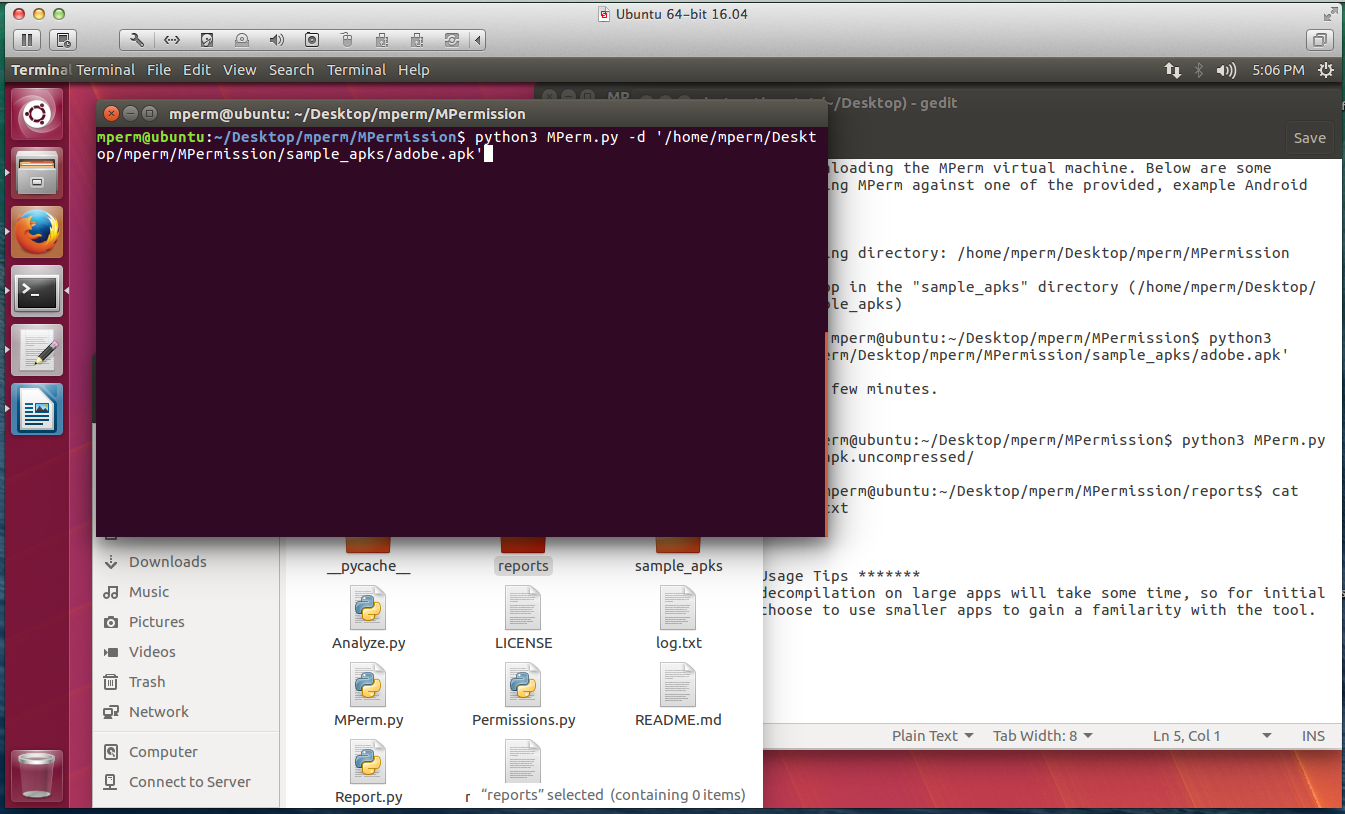 Ubuntu 64-bit 16.04
Terminal Terminal File Edit View Search Terminal Help
5:06 PM
/Desktop) - gedit
Save
mperm@ubuntu: ~/Desktop/mperm/MPermission
mperm@ubuntu:~/Desktop/mperm/MPermission$ python3 MPerm.py -d '/home/mperm/Deskt
op/mperm/MPermission/sample_apks/adobe.apk'
nloading the MPerm virtual machine. Below are some
ng MPerm against one of the provided, example Android
ng directory: /home/mperm/Desktop/mperm/MPermission
p in the "sample_apks" directory (/home/mperm/Desktop/
ple_apks)
mperm@ubuntu:~/Desktop/mperm/MPermission$ python3
rm/Desktop/mperm/MPermission/sample_apks/adobe.apk'
few minutes.
erm@ubuntu:~/Desktop/mperm/MPermission$ python3 MPerm.py
pk.uncompressed/
mperm@ubuntu:~/Desktop/mperm/MPermission/reports$ cat
txt
Usage Tips *******
decompilation on large apps will take some time, so for initial
choose to use smaller apps to gain a familarity with the tool.
Plain Text Tab Width: 8 Ln 5, Col 1 INS
Downloads
Music
Pictures
Videos
Trash
Network
Computer
Connect to Server
__pycache__ reports sample_apks
Analyze.py LICENSE log.txt
MPerm.py Permissions.py README.md
Report.py
"reports" selected (containing 0 items)